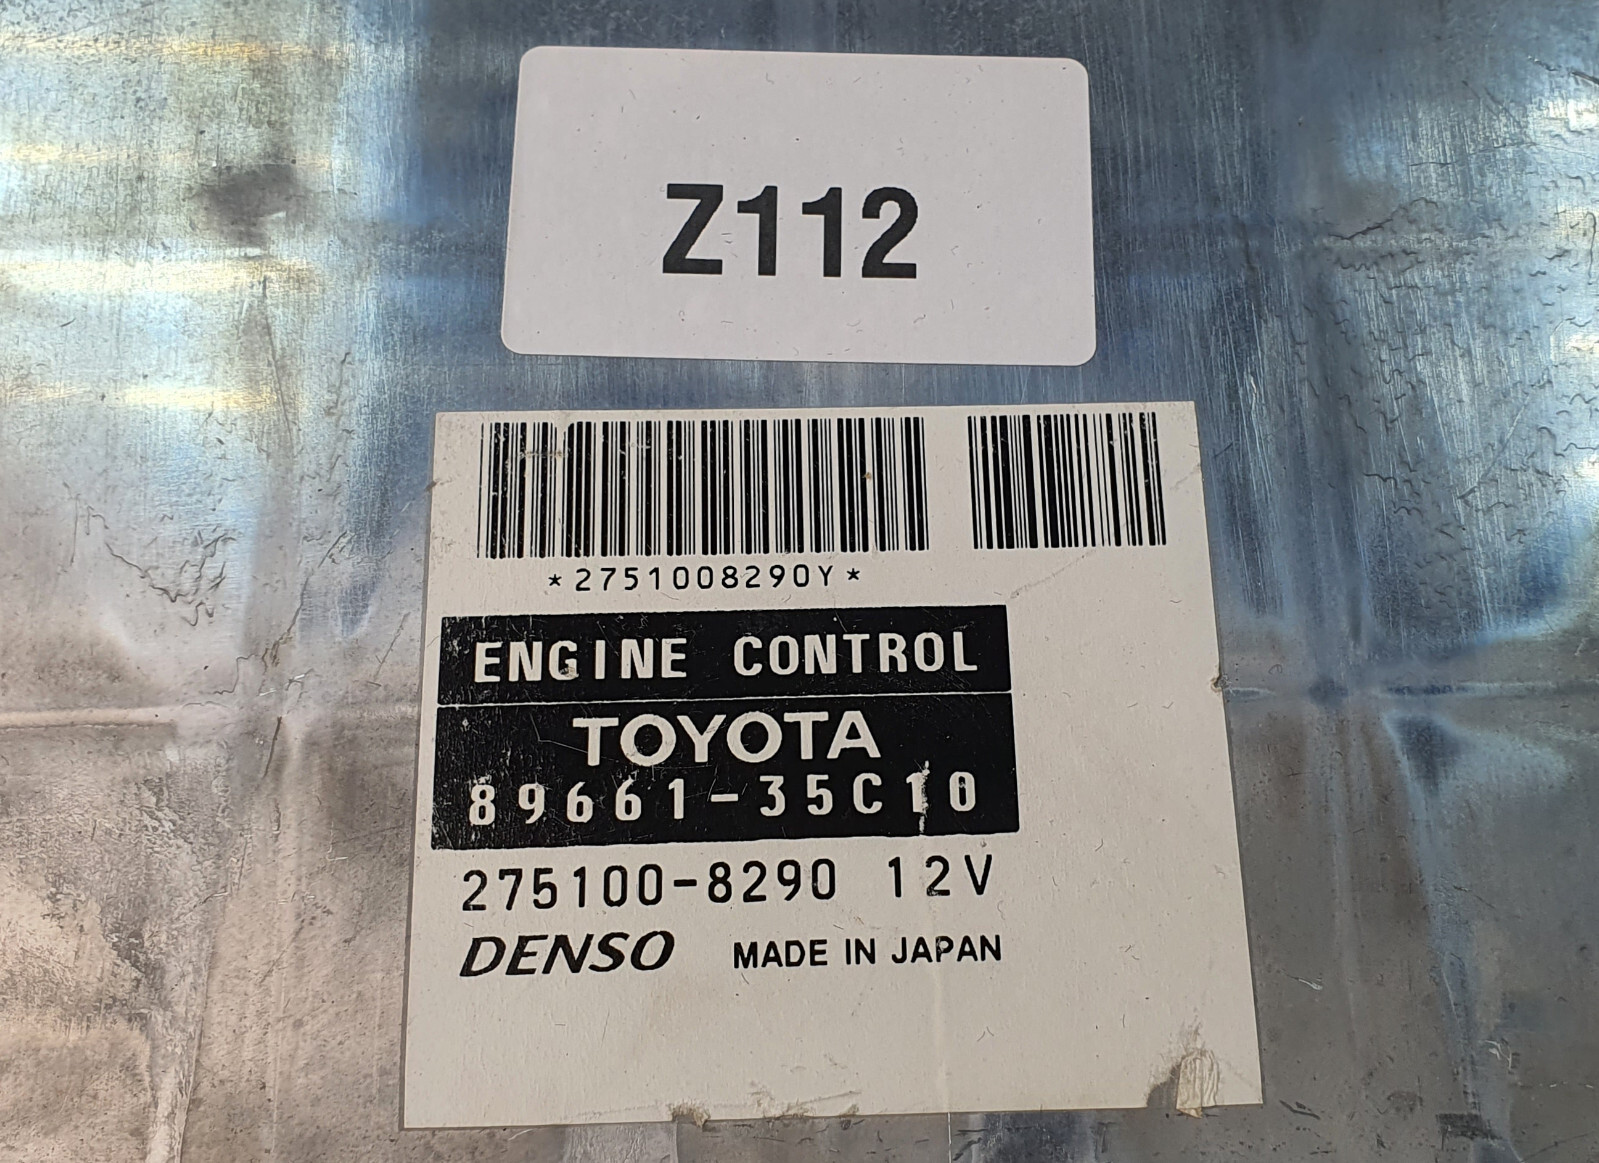 Z112
*2751008290Y*
ENGINE CONTROL
TOYOTA
89661-35C10
275100-8290 12V
DENSO MADE IN JAPAN